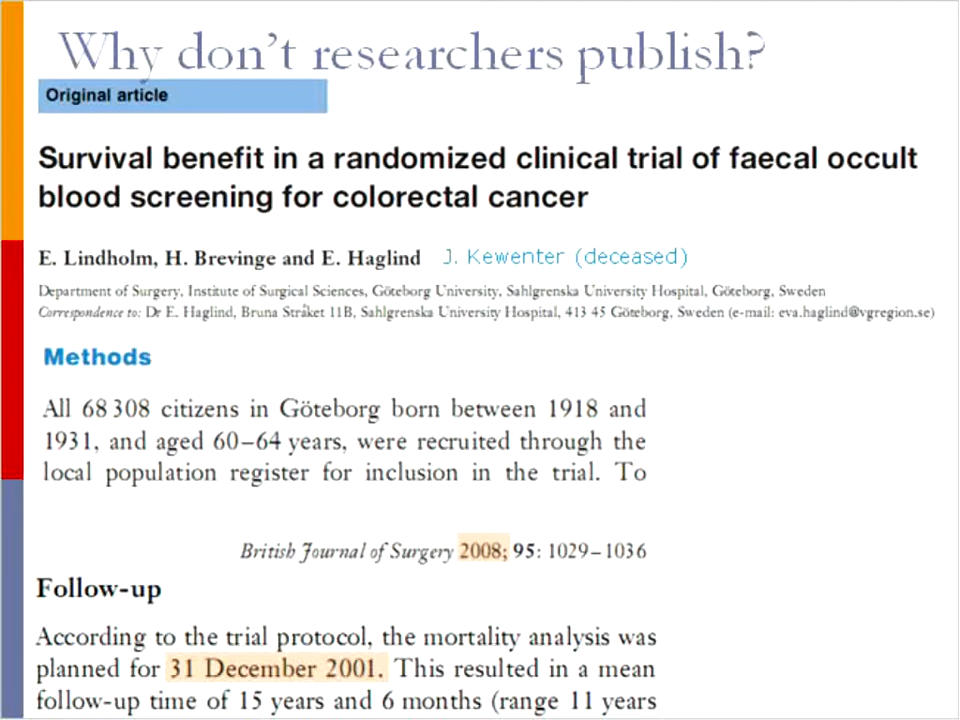 Why don't researchers publish?
Original article
Survival benefit in a randomized clinical trial of faecal occult
blood screening for colorectal cancer
E. Lindholm, H. Brevinge and E. Haglind J. Kewenter (deceased)
Department of Surgery, Institute of Surgical Sciences, Göteborg University, Sahlgrenska University Hospital, Göteborg, Sweden
Correspondence to: Dr E. Haglind, Bruna Stråket 11B, Sahlgrenska University Hospital, 413 45 Göteborg, Sweden (e-mail: eva.haglind@vgregion.se)
Methods
All 68 308 citizens in Göteborg born between 1918 and
1931, and aged 60–64 years, were recruited through the
local population register for inclusion in the trial. To
British Journal of Surgery 2008; 95: 1029–1036
Follow-up
According to the trial protocol, the mortality analysis was
planned for 31 December 2001. This resulted in a mean
follow-up time of 15 years and 6 months (range 11 years